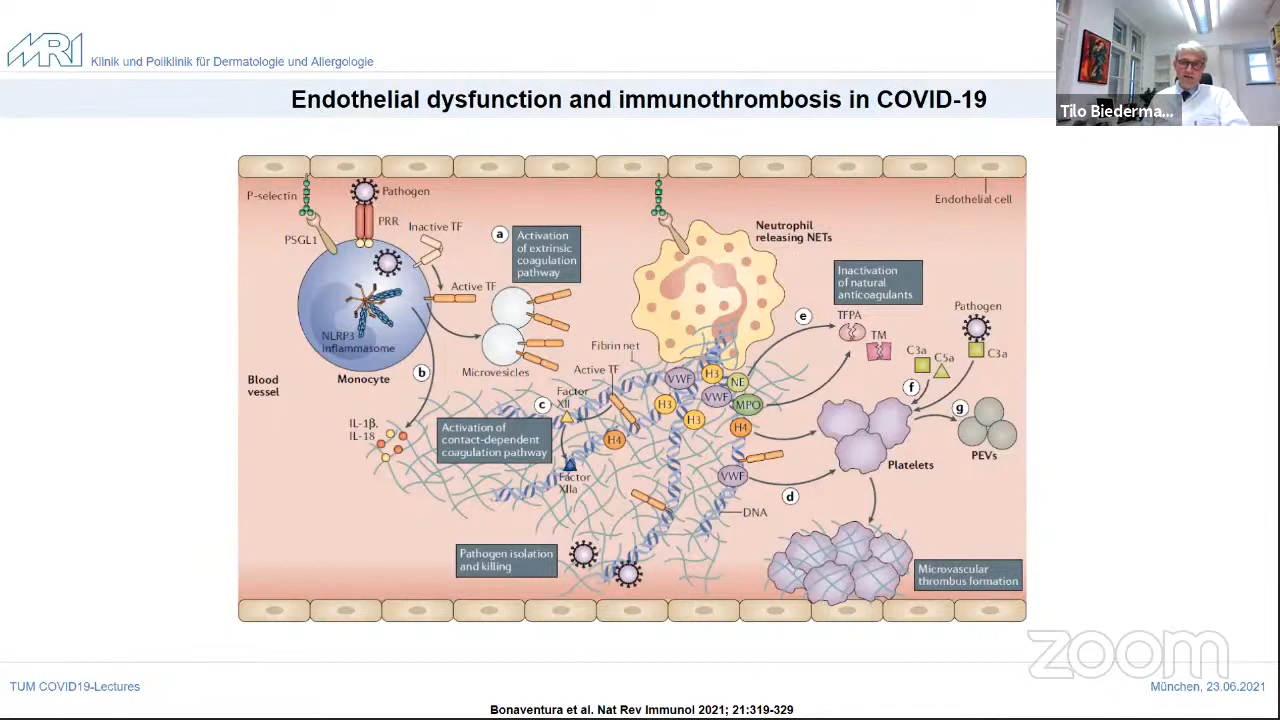 MRI
Klinik und Poliklinik für Dermatologie und Allergologie
Endothelial dysfunction and immunothrombosis in COVID-19
Tilo Biederma...
P-selectin
Pathogen
PRR
PSGL1
Inactive TF
Active TF
NLRP3
inflammasome
Monocyte
Blood
vessel
a
Activation
of extrinsic
coagulation
pathway
Microvesicles
b
IL-1β,
IL-18
Endothelial cell
Neutrophil
releasing NETs
Fibrin net
Active TF
Factor
XII
c
Activation of
contact-dependent
coagulation pathway
Factor
XIIa
H4
H3
VWF
H3
NE
VWF
MPO
H3
H4
VWF
DNA
Pathogen isolation
and killing
e
Inactivation
of natural
anticoagulants
TFPA
TM
Pathogen
C3a
C3a
C5a
f
g
PEVs
Platelets
d
Microvascular
thrombus formation
zoom
TUM COVID19-Lectures
München, 23.06.2021
Bonaventura et al. Nat Rev Immunol 2021; 21:319-329